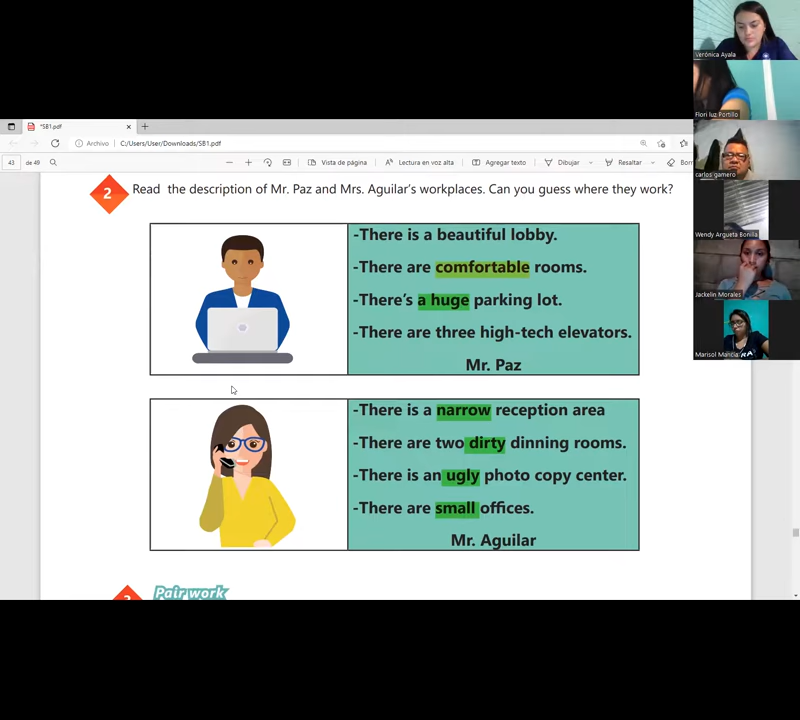 *SB1.pdf
Archivo
C:/Users/User/Downloads/SB1.pdf
43
de 49
Vista de página
Lectura en voz alta
Agregar texto
Dibujar
Resaltar
Borr
2
Read the description of Mr. Paz and Mrs. Aguilar's workplaces. Can you guess where they work?
-There is a beautiful lobby.
-There are comfortable rooms.
-There's a huge parking lot.
-There are three high-tech elevators.
Mr. Paz
-There is a narrow reception area
-There are two dirty dinning rooms.
-There is an ugly photo copy center.
-There are small offices.
Mr. Aguilar
3
Pair work
Verónica Ayala
Flori luz Portillo
carlos gamero
Wendy Argueta Bonilla
Jackelin Morales
Marisol Mancía